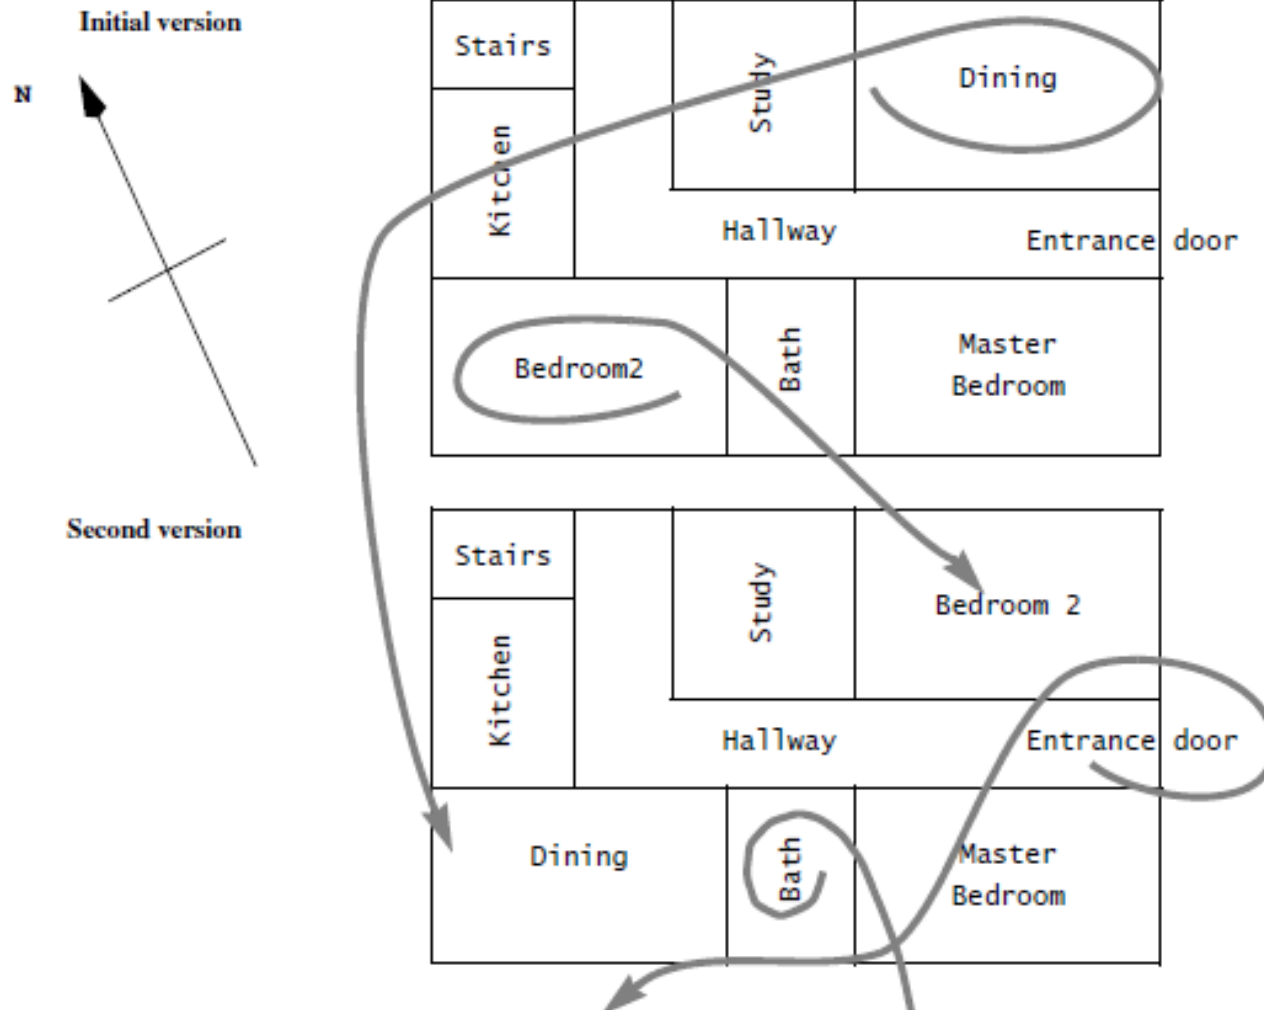 Initial version
N
Stairs
Kitchen
Study
Dining
Hallway
Entrance door
Bedroom2
Bath
Master
Bedroom
Second version
Stairs
Kitchen
Study
Bedroom 2
Hallway
Entrance door
Dining
Bath
Master
Bedroom